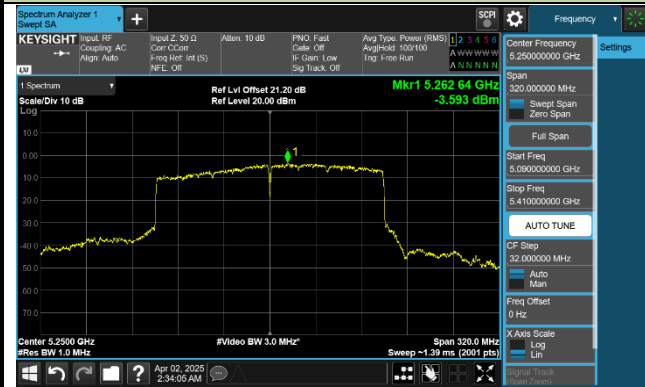 Spectrum Analyzer 1
Swept SA
SCPI
Frequency
KEYSIGHT
Input: RF
Coupling: AC
Align: Auto
Input Z: 50 Ω
Corr CCorr
Freq Ref: Int (S)
NFE: Off
Atten: 10 dB
PNO: Fast
Gate: Off
IF Gain: Low
Sig Track: Off
Avg Type: Power (RMS)
Avg|Hold: 100/100
Trig: Free Run
1 2 3 4 5 6
A W W W W W
A N N N N N
LXI
1 Spectrum
Scale/Div 10 dB
Log
Ref Lvl Offset 21.20 dB
Ref Level 20.00 dBm
Mkr1 5.262 64 GHz
-3.593 dBm
10.0
0.00
-10.0
-20.0
-30.0
-40.0
-50.0
-60.0
-70.0
1
Center 5.2500 GHz
#Res BW 1.0 MHz
#Video BW 3.0 MHz*
Span 320.0 MHz
Sweep ~1.39 ms (2001 pts)
Apr 02, 2025
2:34:05 AM
Center Frequency
5.250000000 GHz
Settings
Span
320.000000 MHz
Swept Span
Zero Span
Full Span
Start Freq
5.090000000 GHz
Stop Freq
5.410000000 GHz
AUTO TUNE
CF Step
32.000000 MHz
Auto
Man
Freq Offset
0 Hz
X Axis Scale
Log
Lin
Signal Track
(Span Zoom)